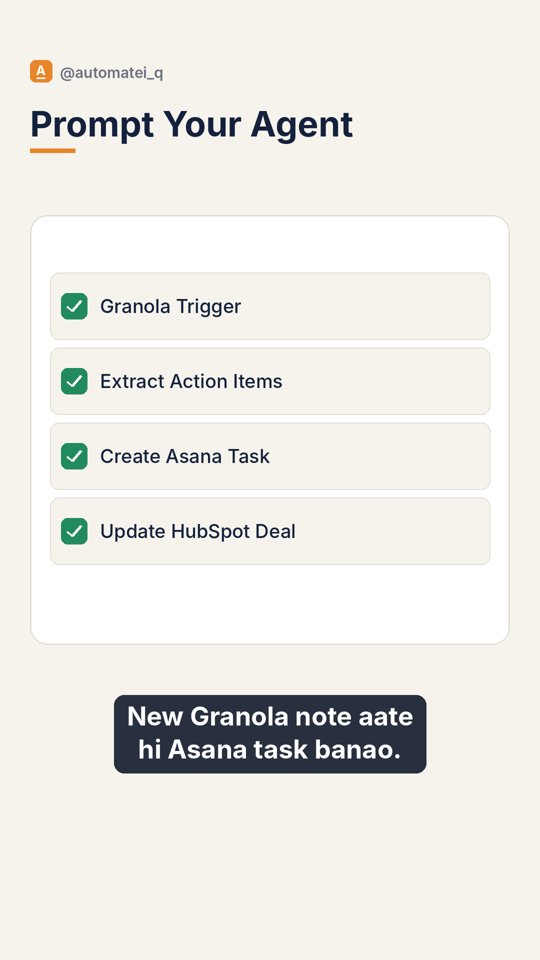 A
@automatei_q
Prompt Your Agent
Granola Trigger
Extract Action Items
Create Asana Task
Update HubSpot Deal
New Granola note aate
hi Asana task banao.